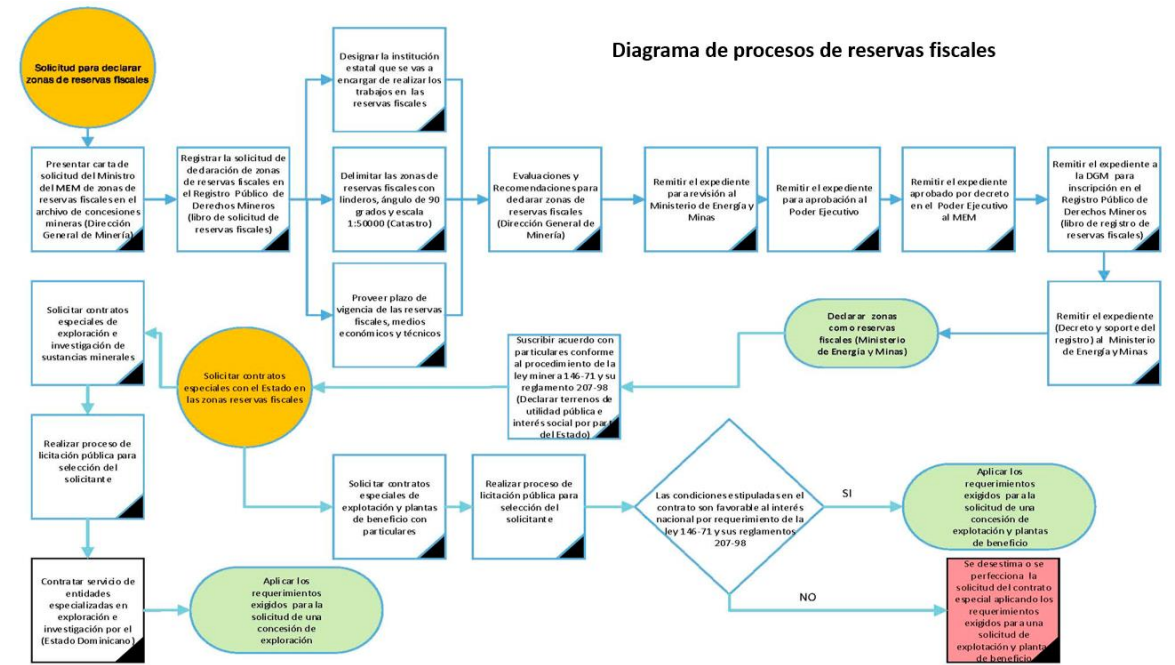 Diagrama de procesos de reservas fiscales
Solicitud para declarar
zonas de reservas fiscales
Presentar carta de
solicitud del Ministro
del MEM de zonas de
reservas fiscales en el
archivo de concesiones
mineras (Dirección
General de Minería)
Registrar la solicitud de
declaración de zonas
de reservas fiscales en
el Registro Público de
Derechos Mineros
(libro de solicitud de
reservas fiscales)
Designar la institución
estatal que se vas a
encargar de realizar los
trabajos en las
reservas fiscales
Delimitar las zonas de
reservas fiscales con
linderos, ángulo de 90
grados y escala
1:50000 (Catastro)
Proveer plazo de
vigencia de las reservas
fiscales, medios
económicos y técnicos
Evaluaciones y
Recomendaciones para
declarar zonas de
reservas fiscales
(Dirección General de
Minería)
Remitir el expediente
para revisión al
Ministerio de Energía y
Minas
Remitir el expediente
para aprobación al
Poder Ejecutivo
Remitir el expediente
aprobado por decreto
en el Poder Ejecutivo
al MEM
Remitir el expediente a
la DGM para
inscripción en el
Registro Público de
Derechos Mineros
(libro de registro de
reservas fiscales)
Remitir el expediente
(Decreto y soporte del
registro) al Ministerio
de Energía y Minas
Declarar zonas
como reservas
fiscales (Ministerio
de Energía y Minas)
Suscribir acuerdo con
particulares conforme
al procedimiento de la
ley minera 146-71 y su
reglamento 207-98
(Declarar terrenos de
utilidad pública e
interés social por parte
del Estado)
Solicitar contratos
especiales con el Estado en
las zonas reservas fiscales
Solicitar contratos
especiales de
exploración e
investigación de
sustancias minerales
Realizar proceso de
licitación pública para
selección del
solicitante
Contratar servicio de
entidades
especializadas en
exploración e
investigación por el
(Estado Dominicano)
Aplicar los
requerimientos
exigidos para la
solicitud de una
concesión de
exploración
Solicitar contratos
especiales de
explotación y plantas
de beneficio con
particulares
Realizar proceso de
licitación pública para
selección del
solicitante
Las condiciones estipuladas en el
contrato son favorable al interés
nacional por requerimiento de la
ley 146-71 y sus reglamentos
207-98
SI
Aplicar los
requerimientos
exigidos para la
solicitud de una
concesión de
explotación y plantas
de beneficio
NO
Se desestima o se
perfecciona la
solicitud del contrato
especial aplicando los
requerimientos
exigidos para una
solicitud de
explotación y planta
de beneficio